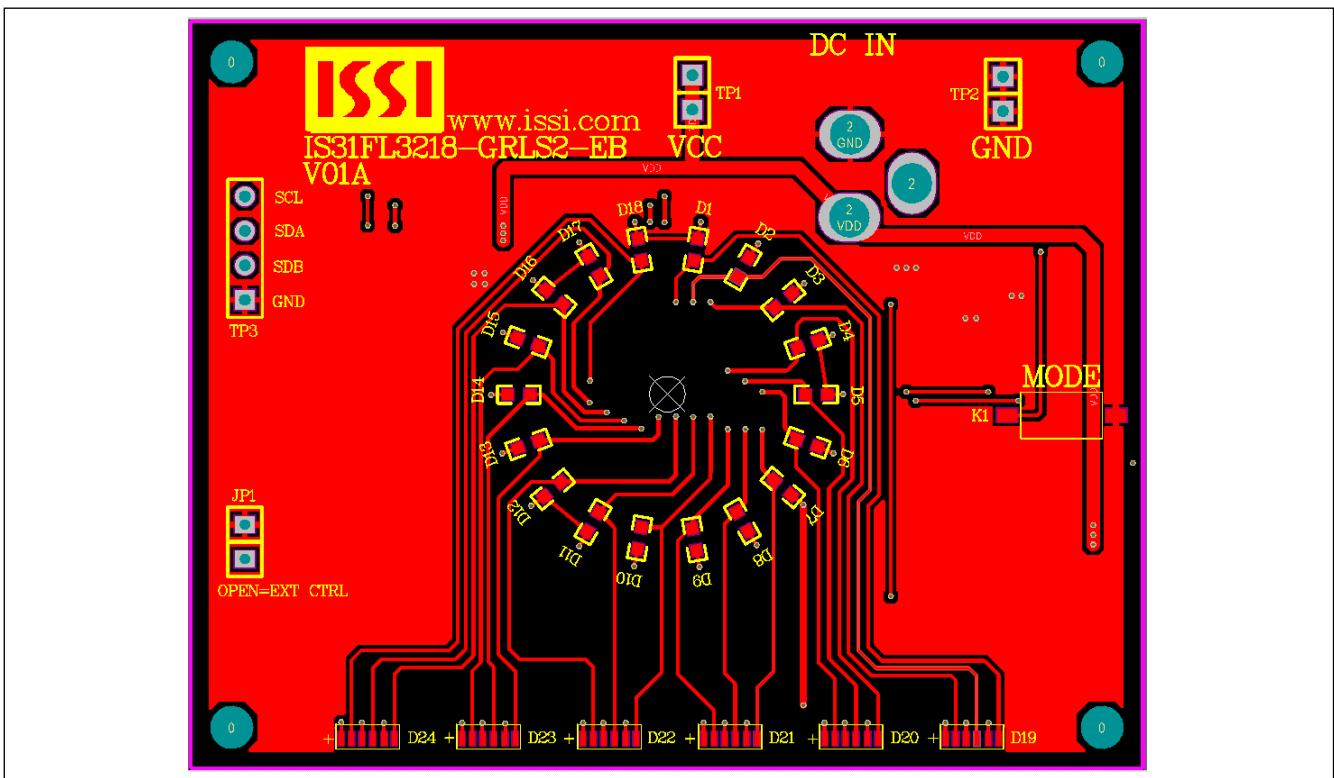 DC IN
0
0
ISSI
TP1
TP2
www.issi.com
IS31FL3218-GRLS2-EB
VCC
GND
V01A
2
GND
2
2
VDD
VDD
VDD
VDD
SCL
SDA
SDB
GND
TP3
D18
D1
D17
D2
D16
D3
D15
D4
D14
D5
D13
D6
D12
D7
D11
D8
D10
D9
MODE
K1
JP1
OPEN=EXT CTRL
0
0
+
D24
+
D23
+
D22
+
D21
+
D20
+
D19